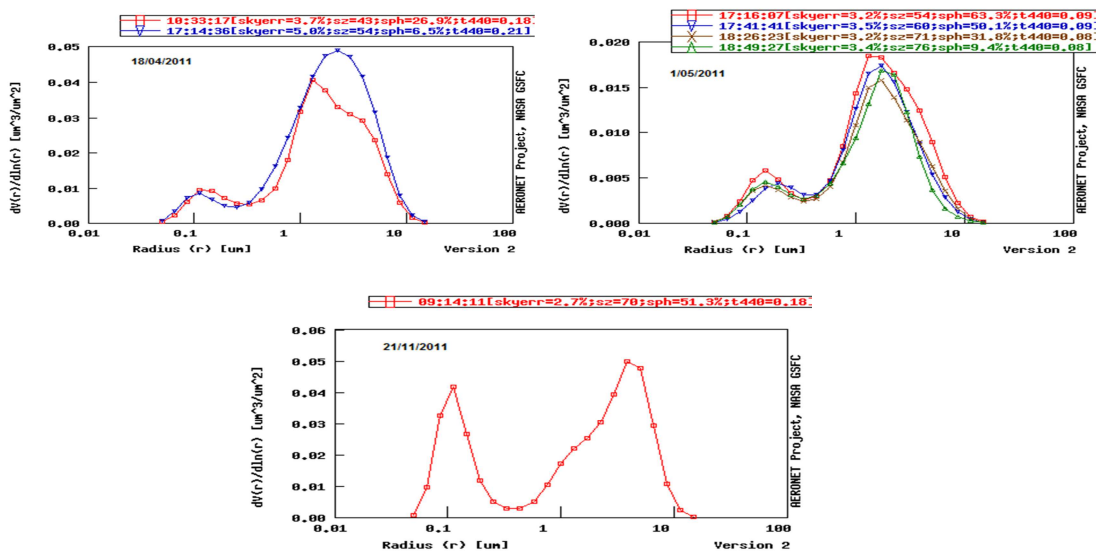 10:33:17[skyerr=3.7%;sz=43;sph=26.9%;t440=0.18
17:14:36[skyerr=5.0%;sz=54;sph=6.5%;t440=0.21]
0.05
0.04
0.03
0.02
0.01
0.00
18/04/2011
dV(r)/dln(r) [um^3/um^2]
0.01
0.1
1
10
100
Radius (r) [um]
Version 2
AERONET Project, NASA GSFC
17:16:07[skyerr=3.2%;sz=54;sph=63.3%;t440=0.09]
17:41:41[skyerr=3.5%;sz=60;sph=50.1%;t440=0.09]
18:26:23[skyerr=3.2%;sz=71;sph=31.8%;t440=0.08]
18:49:27[skyerr=3.4%;sz=76;sph=9.4%;t440=0.08]
0.020
0.015
0.010
0.005
0.000
1/05/2011
dV(r)/dln(r) [um^3/um^2]
0.01
0.1
1
10
100
Radius (r) [um]
Version 2
AERONET Project, NASA GSFC
09:14:11[skyerr=2.7%;sz=70;sph=51.3%;t440=0.18]
0.06
0.05
0.04
0.03
0.02
0.01
0.00
21/11/2011
dV(r)/dln(r) [um^3/um^2]
0.01
0.1
1
10
100
Radius (r) [um]
Version 2
AERONET Project, NASA GSFC